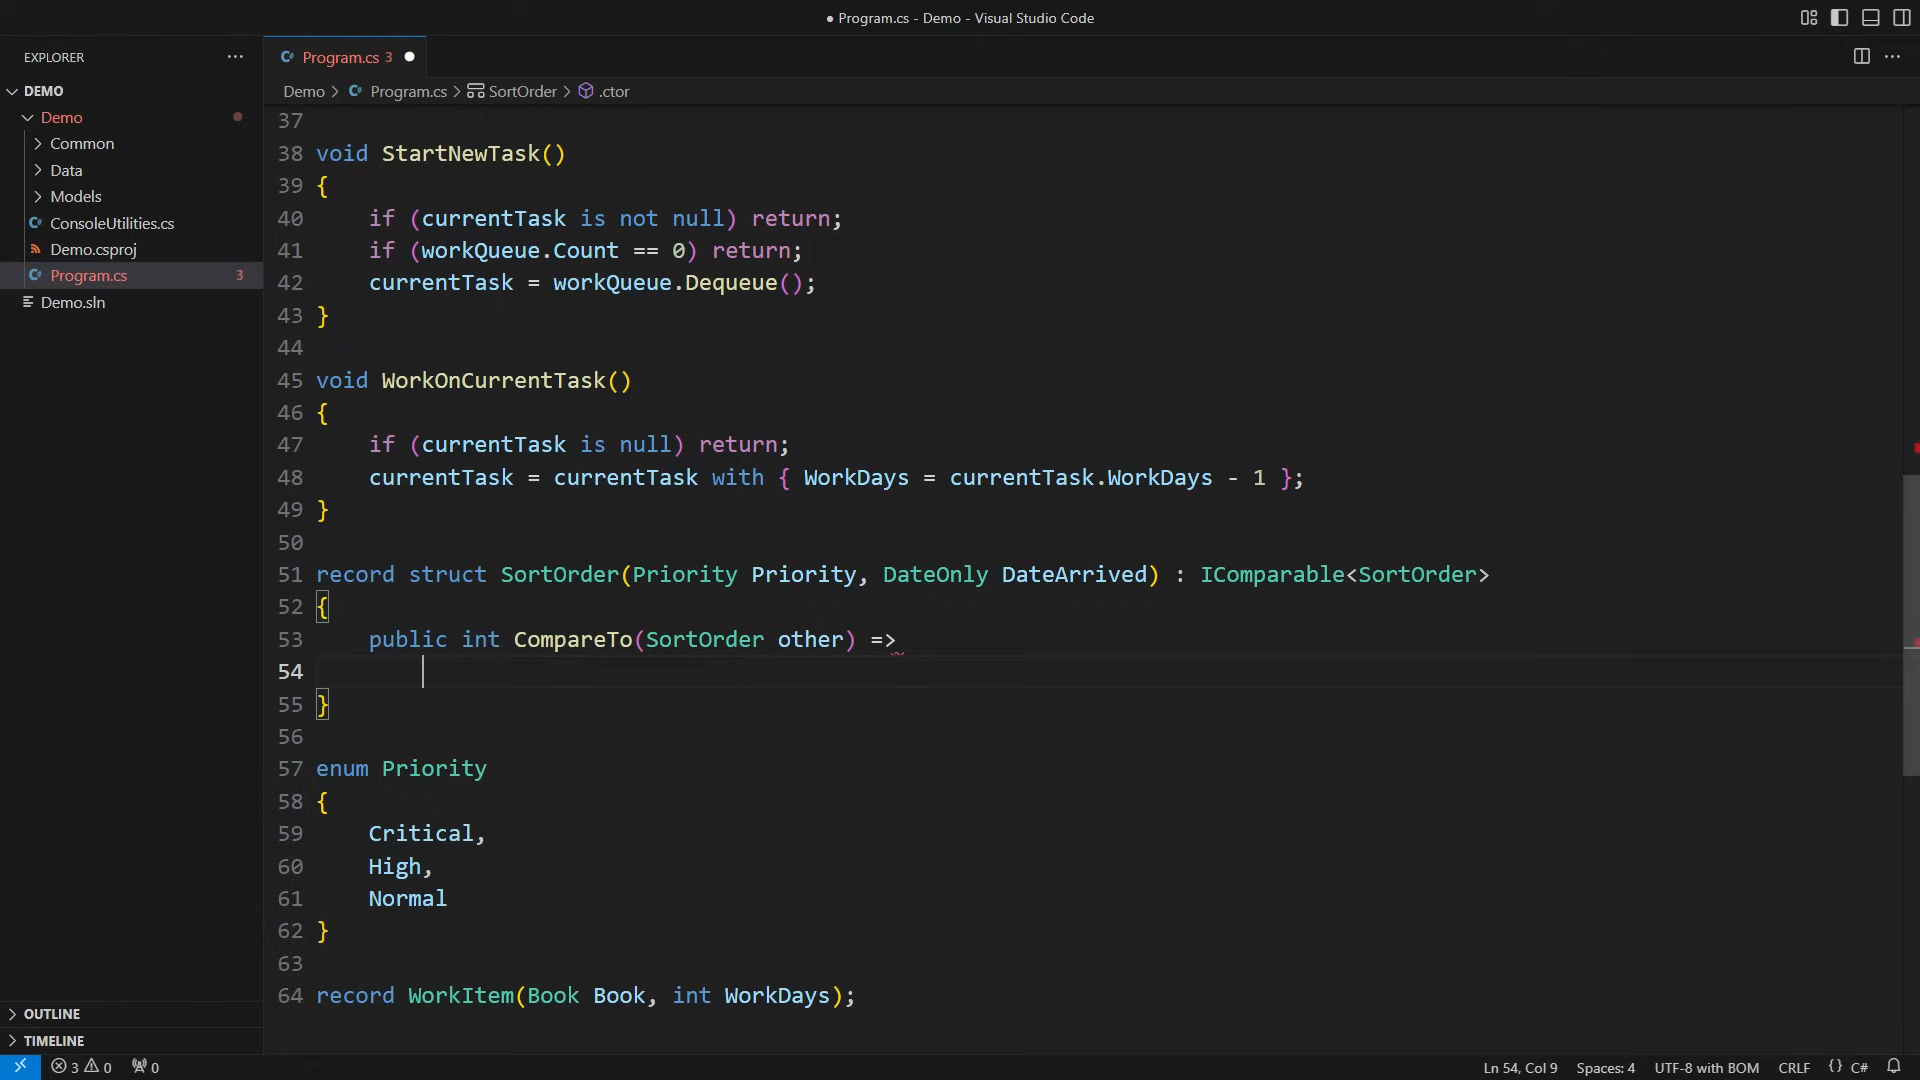 ● Program.cs - Demo - Visual Studio Code
EXPLORER
DEMO
Demo
Common
Data
Models
ConsoleUtilities.cs
Demo.csproj
Program.cs 3
Demo.sln
OUTLINE
TIMELINE
Program.cs 3
Demo > Program.cs > SortOrder > .ctor
37
38 void StartNewTask()
39 {
40     if (currentTask is not null) return;
41     if (workQueue.Count == 0) return;
42     currentTask = workQueue.Dequeue();
43 }
44
45 void WorkOnCurrentTask()
46 {
47     if (currentTask is null) return;
48     currentTask = currentTask with { WorkDays = currentTask.WorkDays - 1 };
49 }
50
51 record struct SortOrder(Priority Priority, DateOnly DateArrived) : IComparable<SortOrder>
52 {
53     public int CompareTo(SortOrder other) =>
54
55 }
56
57 enum Priority
58 {
59     Critical,
60     High,
61     Normal
62 }
63
64 record WorkItem(Book Book, int WorkDays);
3 0 0 Ln 54, Col 9 Spaces: 4 UTF-8 with BOM CRLF {} C#